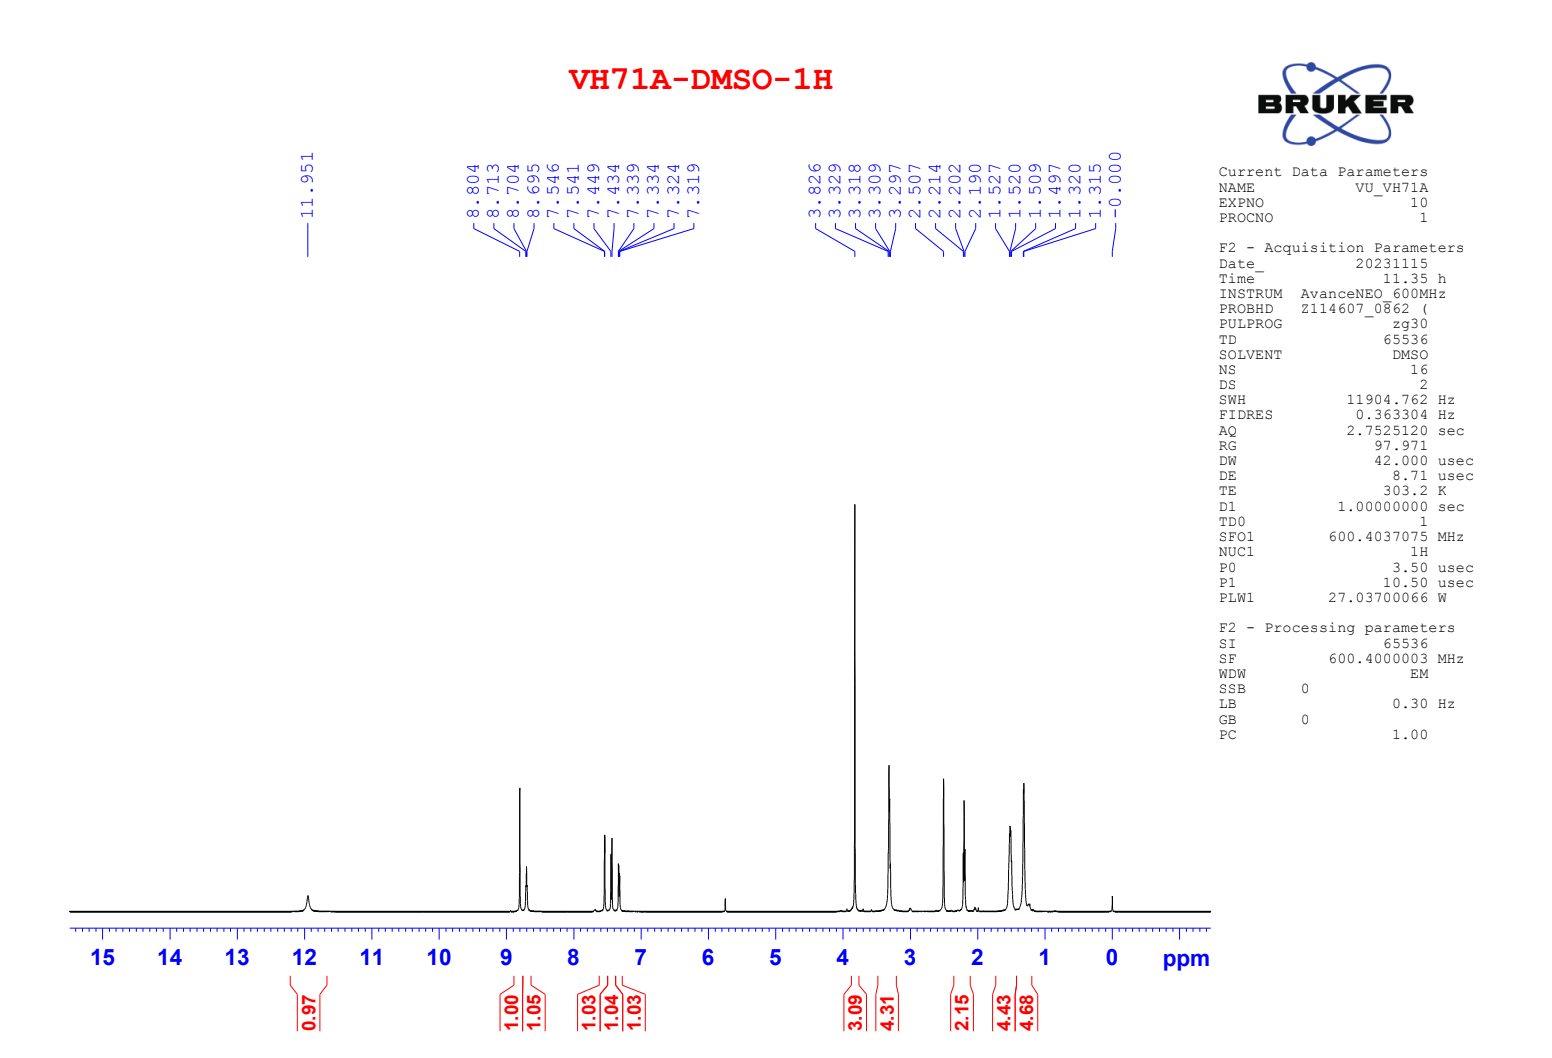 VH71A-DMSO-1H
BRUKER
11.951
8.804
8.713
8.704
8.695
7.546
7.541
7.449
7.434
7.339
7.334
7.324
7.319
3.826
3.329
3.318
3.309
3.297
2.507
2.214
2.202
2.190
1.527
1.520
1.509
1.497
1.320
1.315
-0.000
Current Data Parameters
NAME VU_VH71A
EXPNO 10
PROCNO 1
F2 - Acquisition Parameters
Date_ 20231115
Time 11.35 h
INSTRUM AvanceNEO_600MHz
PROBHD Z114607_0862 (
PULPROG zg30
TD 65536
SOLVENT DMSO
NS 16
DS 2
SWH 11904.762 Hz
FIDRES 0.363304 Hz
AQ 2.7525120 sec
RG 97.971
DW 42.000 usec
DE 8.71 usec
TE 303.2 K
D1 1.00000000 sec
TD0 1
SFO1 600.4037075 MHz
NUC1 1H
P0 3.50 usec
P1 10.50 usec
PLW1 27.03700066 W
F2 - Processing parameters
SI 65536
SF 600.4000003 MHz
WDW EM
SSB 0
LB 0.30 Hz
GB 0
PC 1.00
15 14 13 12 11 10 9 8 7 6 5 4 3 2 1 0 ppm
0.97
1.00
1.05
1.03
1.04
1.03
3.09
4.31
2.15
4.43
4.68